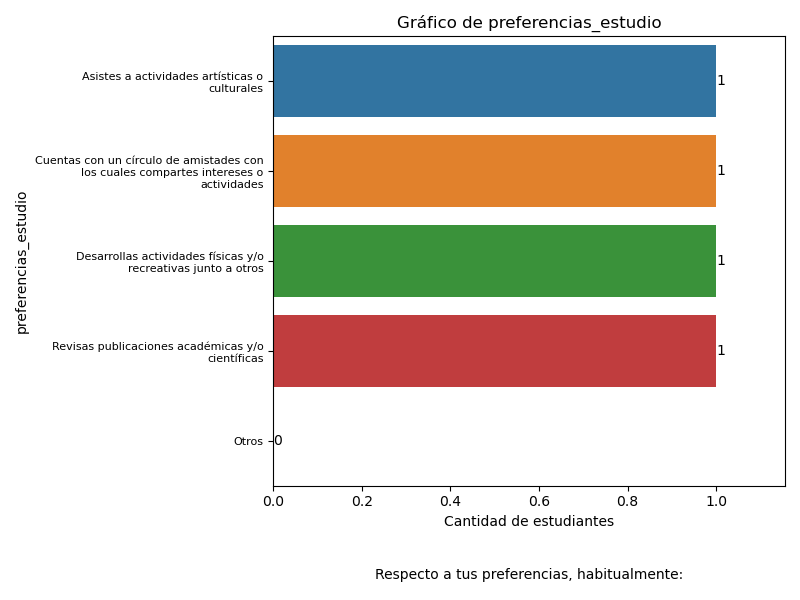 Gráfico de preferencias_estudio
preferencias_estudio
Asistes a actividades artísticas o
culturales
1
Cuentas con un círculo de amistades con
los cuales compartes intereses o
actividades
1
Desarrollas actividades físicas y/o
recreativas junto a otros
1
Revisas publicaciones académicas y/o
científicas
1
Otros
0
0.0 0.2 0.4 0.6 0.8 1.0
Cantidad de estudiantes
Respecto a tus preferencias, habitualmente: